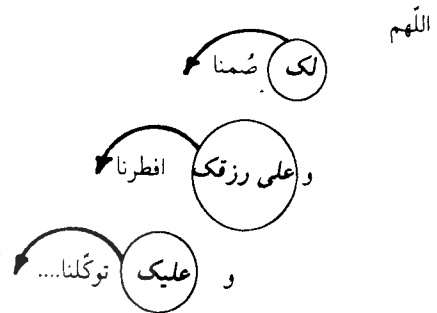 اللّهم
لک صُمنا
و علی رزقک افطرنا
و علیک توکّلنا....